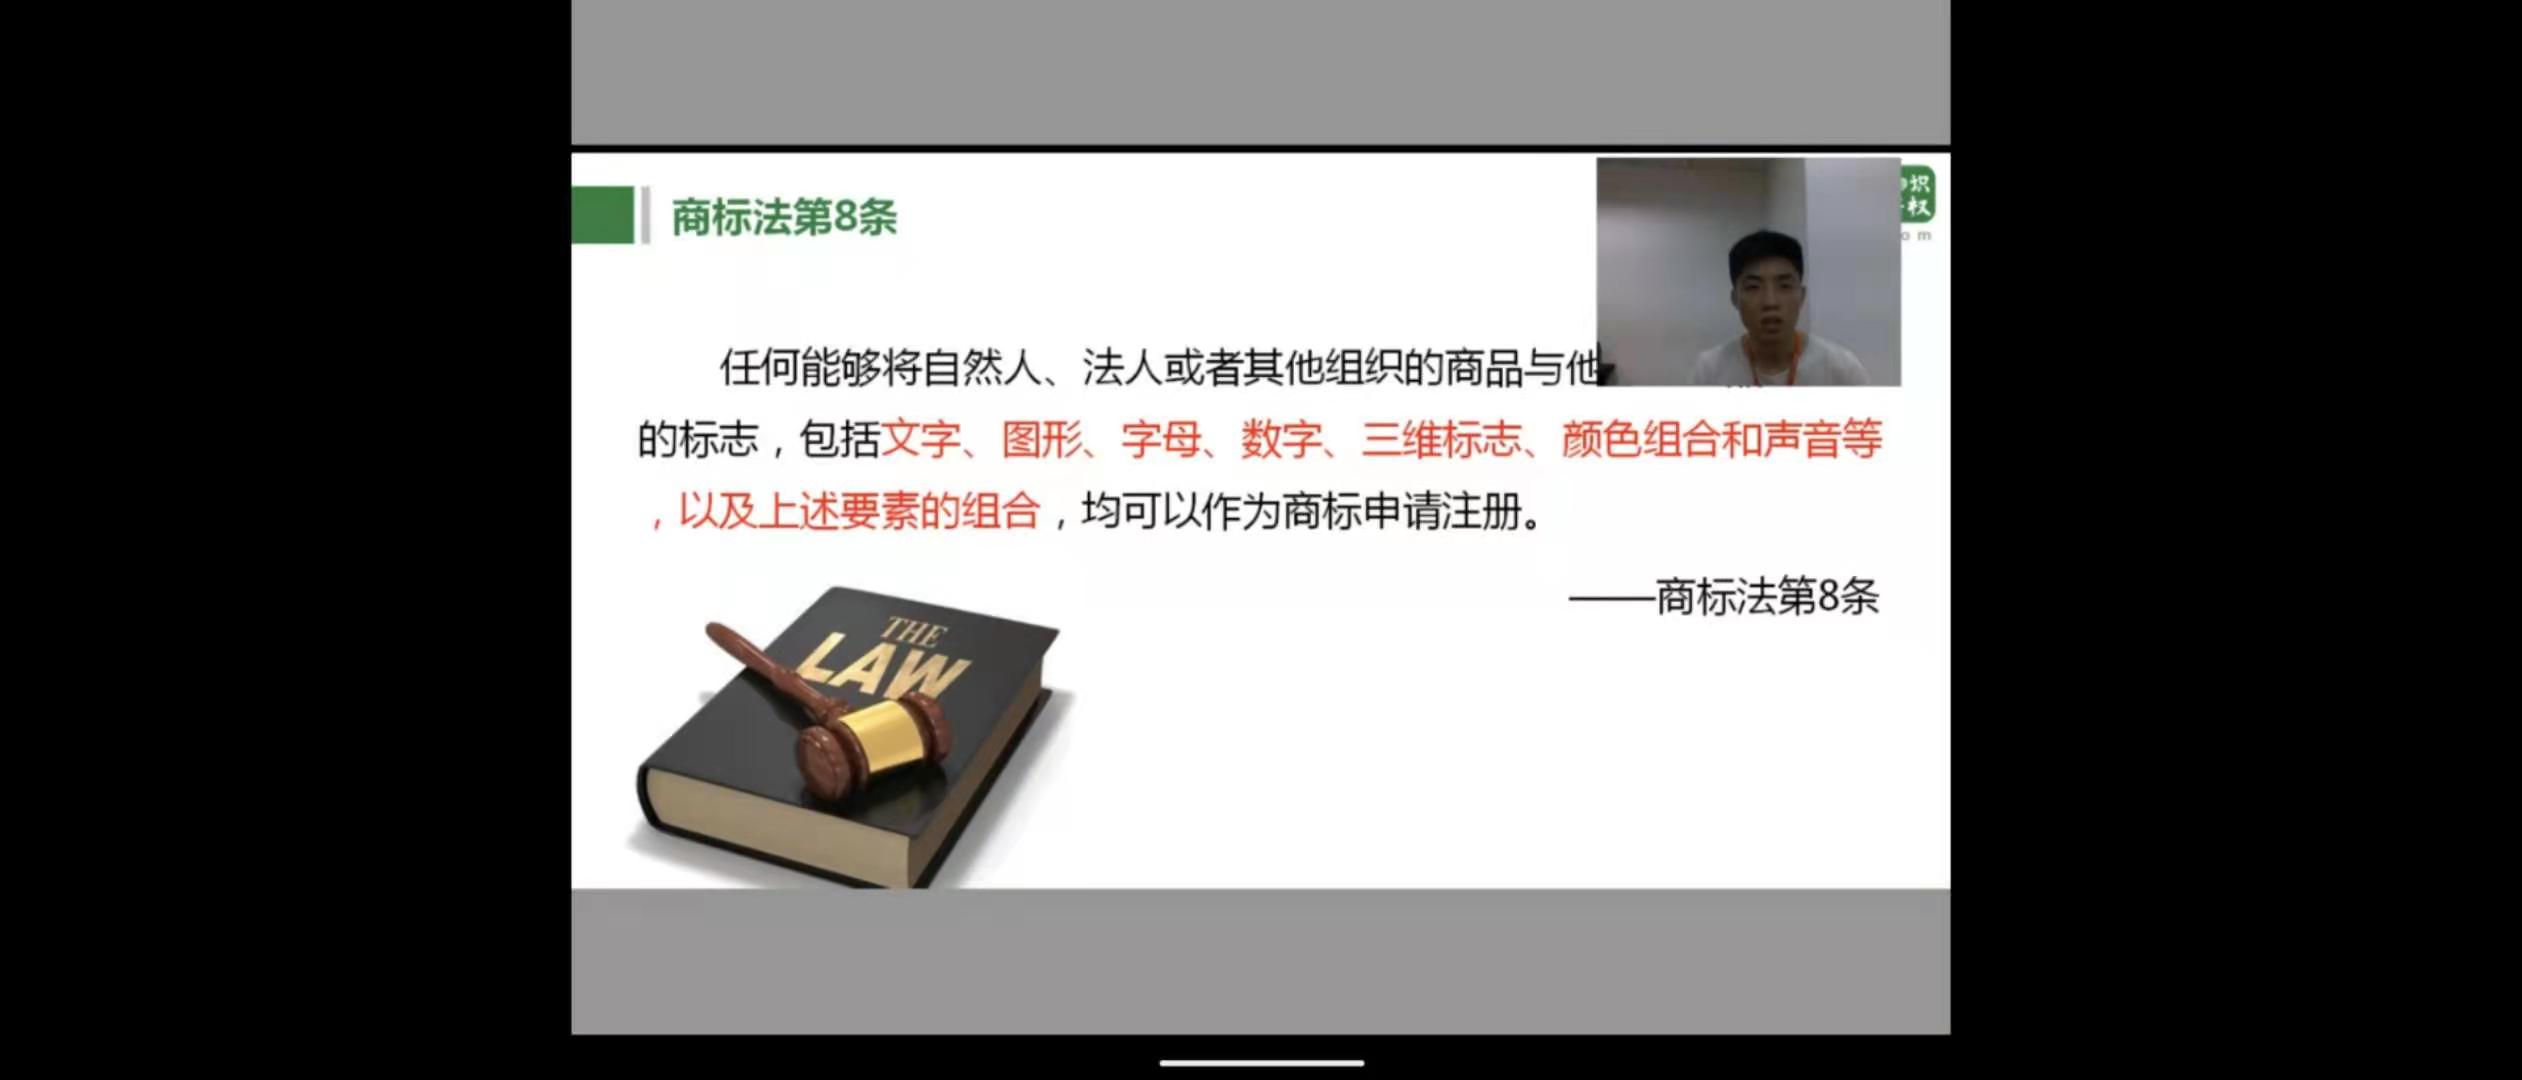 商标法第8条
识
权
om
任何能够将自然人、法人或者其他组织的商品与他
的标志，包括文字、图形、字母、数字、三维标志、颜色组合和声音等
，以及上述要素的组合，均可以作为商标申请注册。
——商标法第8条
THE
LAW